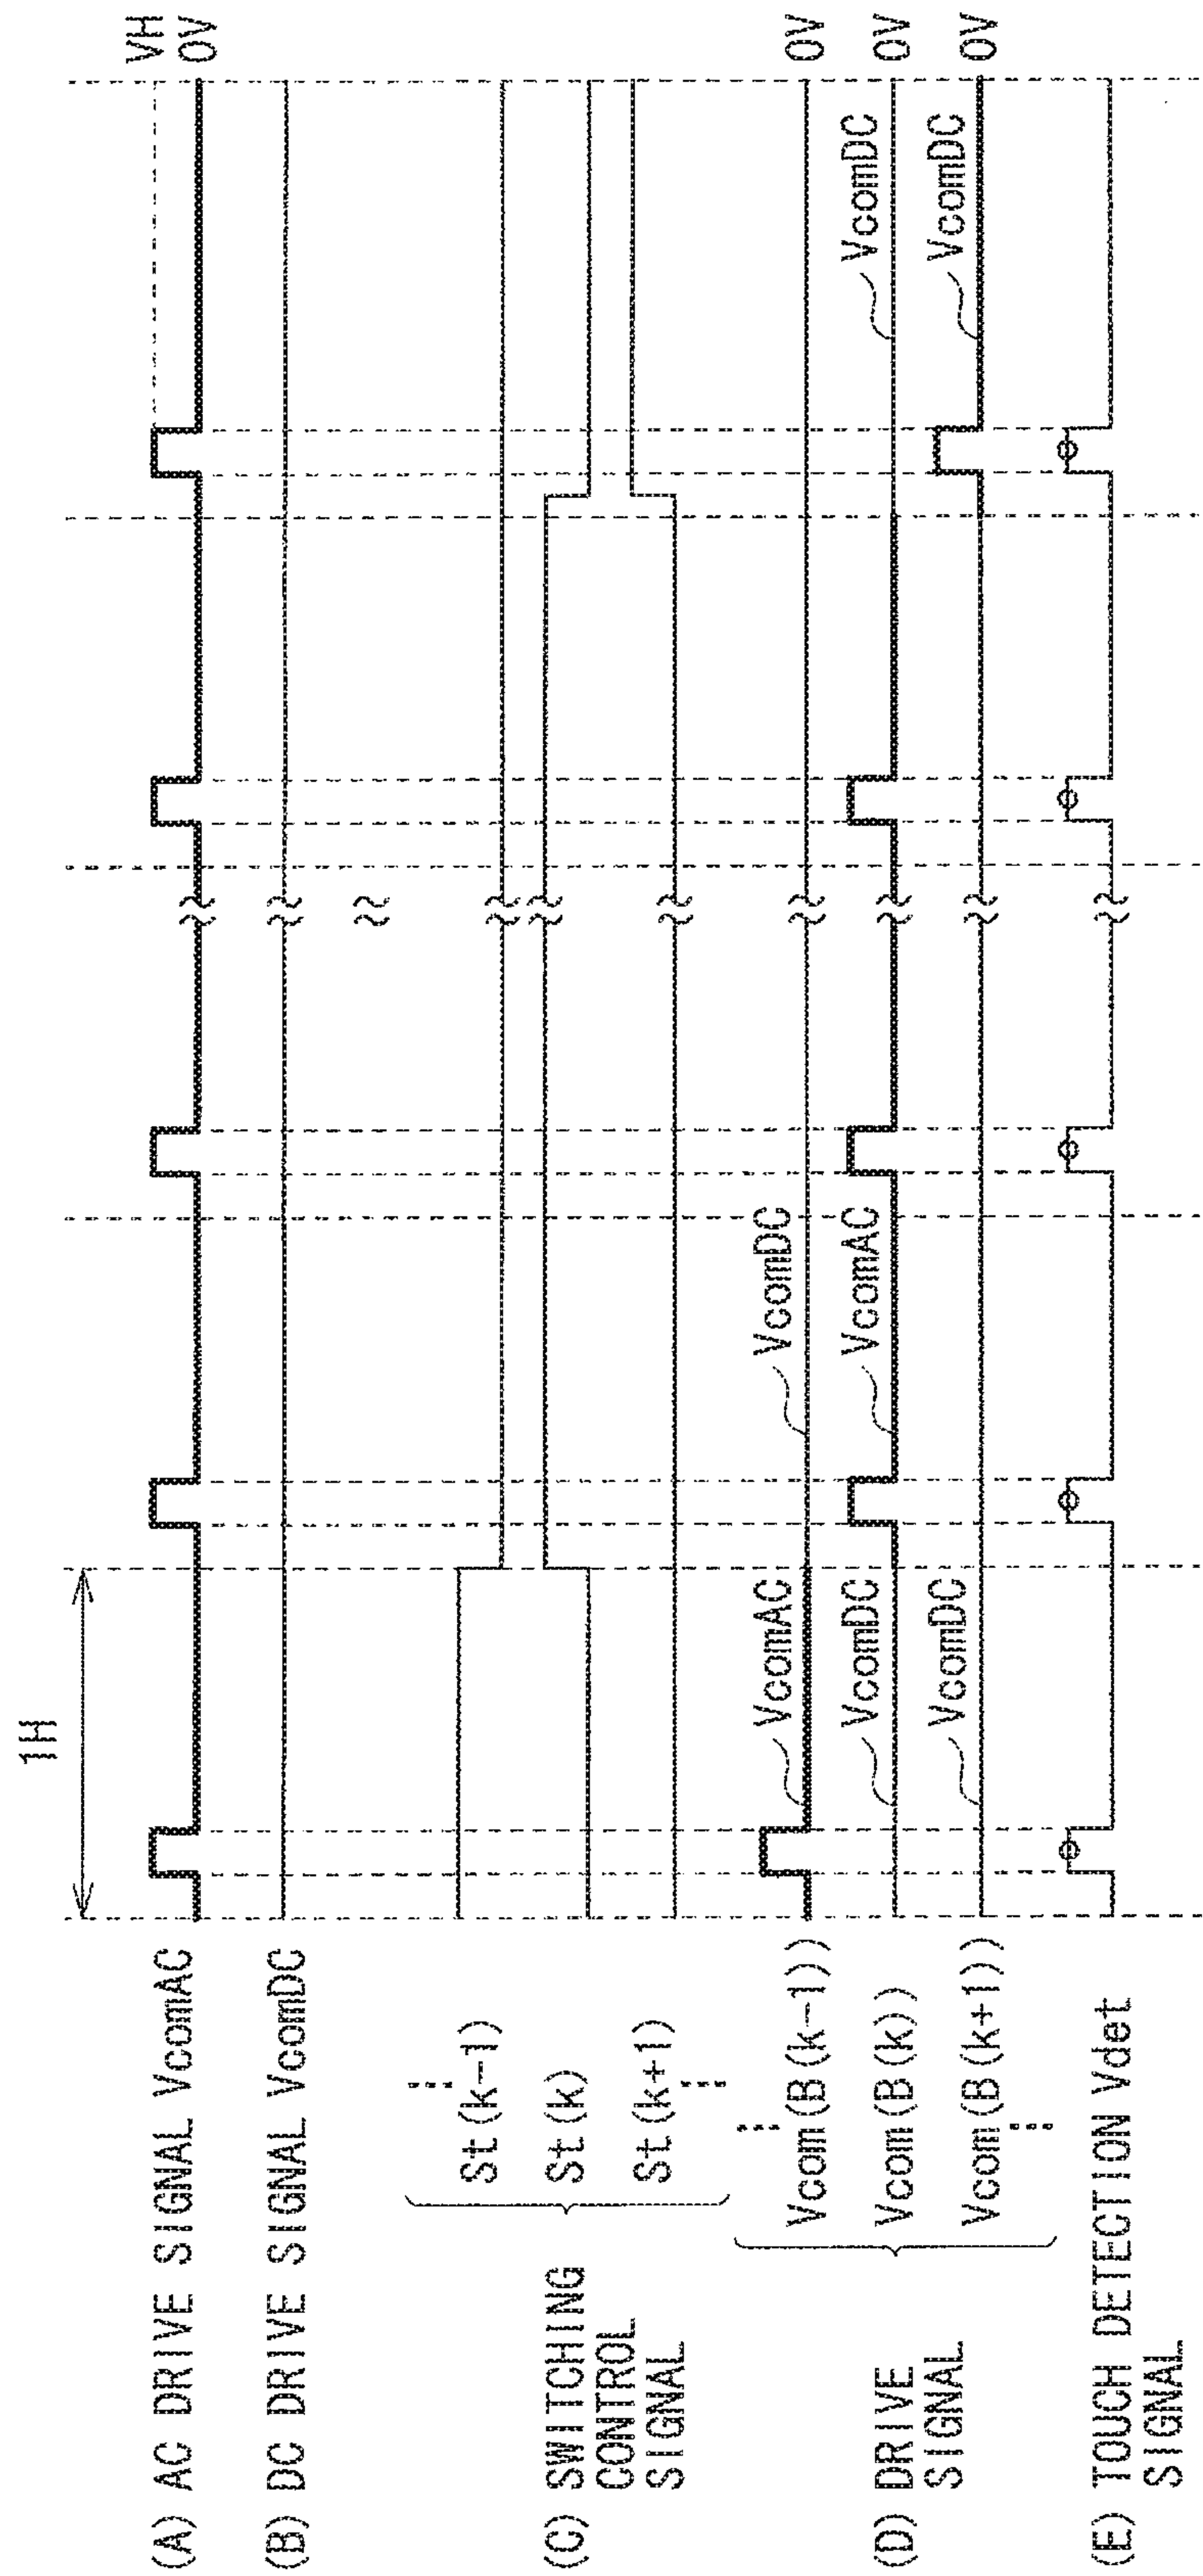 1H
(A) AC DRIVE SIGNAL VcomAC
VH
0V
(B) DC DRIVE SIGNAL VcomDC
(C) SWITCHING
CONTROL
SIGNAL
St(k-1)
St(k)
St(k+1)
(D) DRIVE
SIGNAL
Vcom(B(k-1))
VcomAC
VcomDC
0V
Vcom(B(k))
VcomDC
VcomAC
VcomDC
0V
Vcom(B(k+1))
VcomDC
VcomDC
0V
(E) TOUCH DETECTION Vdet
SIGNAL